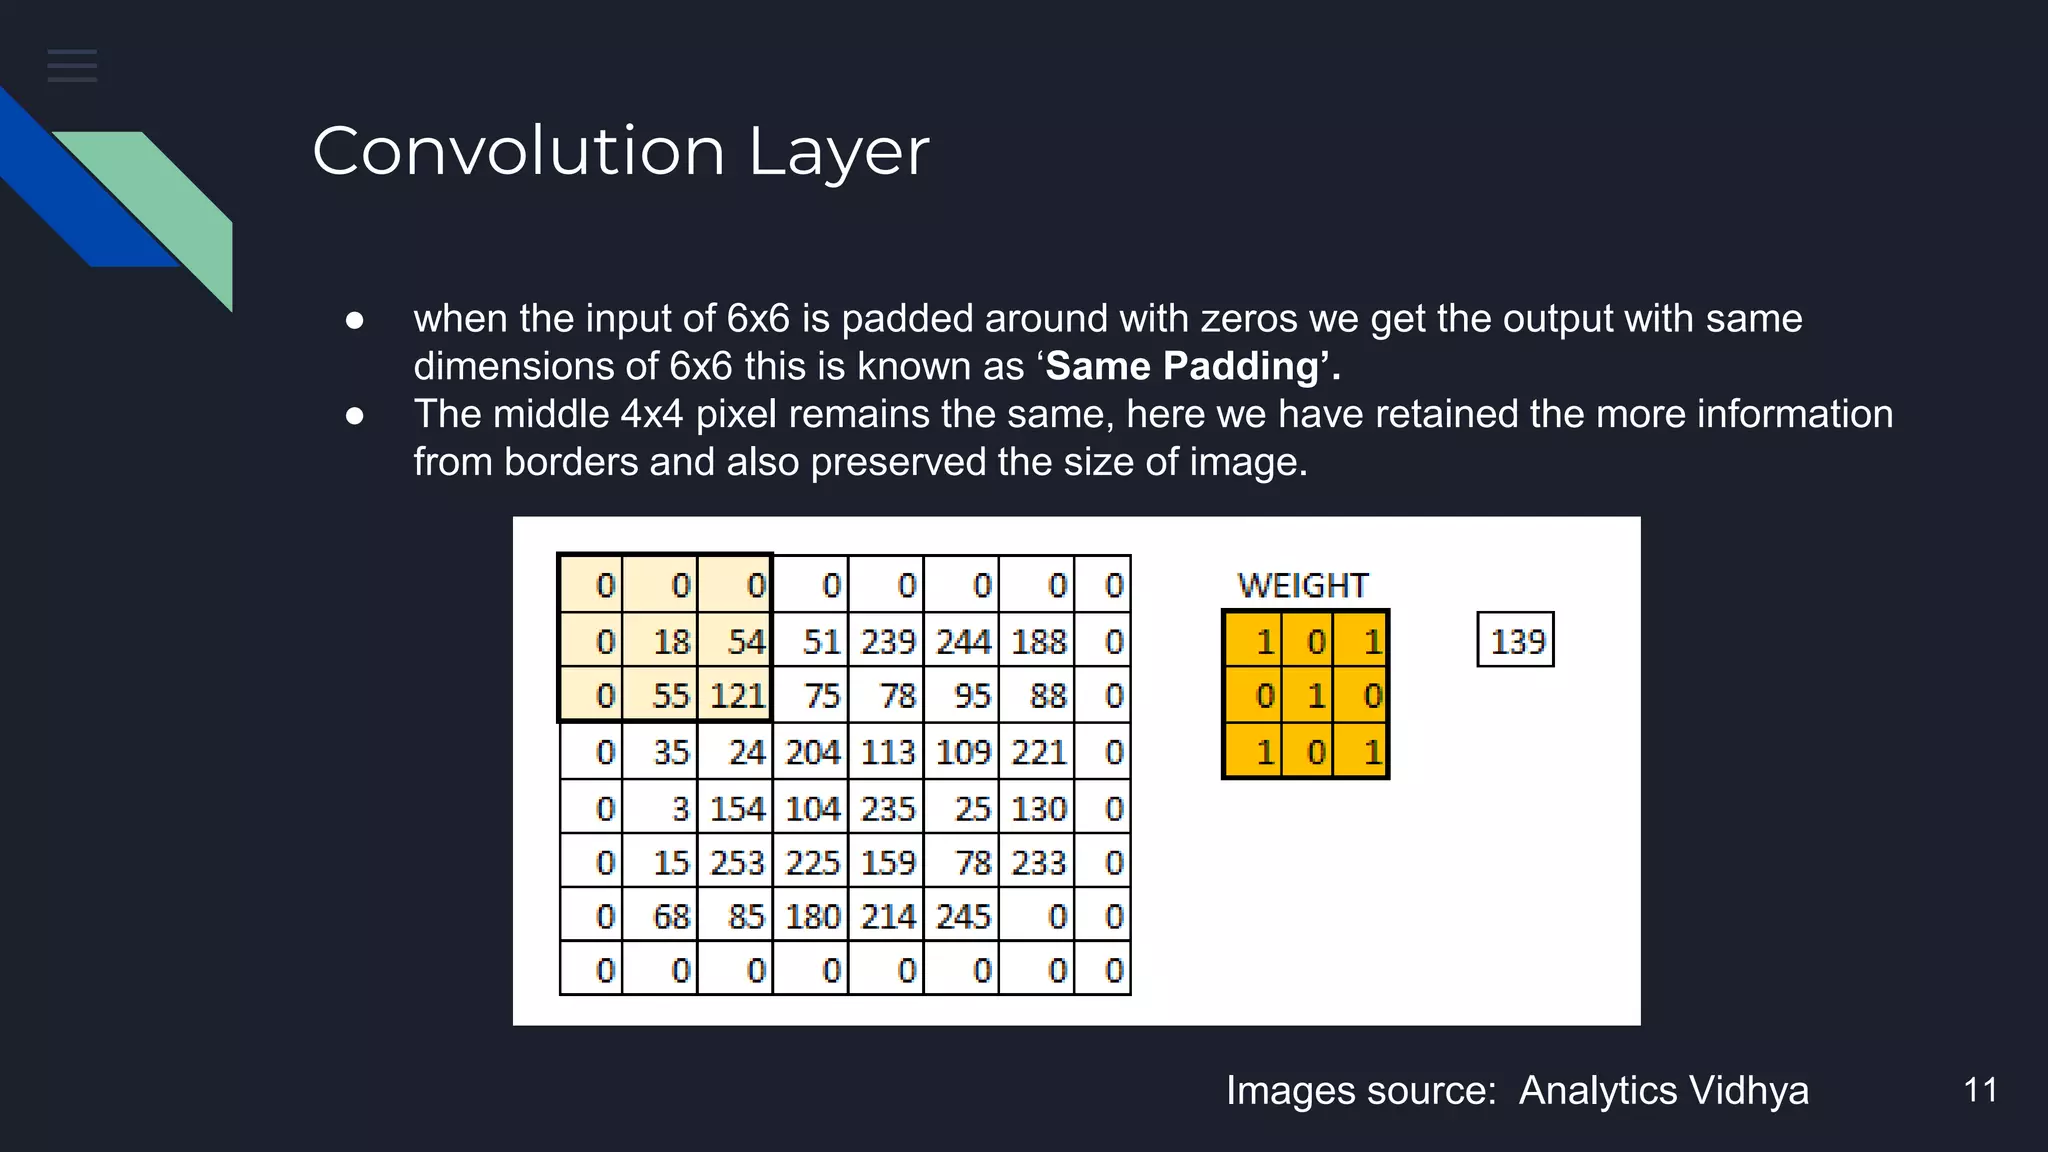 Convolution Layer
● when the input of 6x6 is padded around with zeros we get the output with same
dimensions of 6x6 this is known as ‘Same Padding’.
● The middle 4x4 pixel remains the same, here we have retained the more information
from borders and also preserved the size of image.
0 0 0 0 0 0 0 0
0 18 54 51 239 244 188 0
0 55 121 75 78 95 88 0
0 35 24 204 113 109 221 0
0 3 154 104 235 25 130 0
0 15 253 225 159 78 233 0
0 68 85 180 214 245 0 0
0 0 0 0 0 0 0 0
WEIGHT
1 0 1
0 1 0
1 0 1
139
Images source: Analytics Vidhya
11